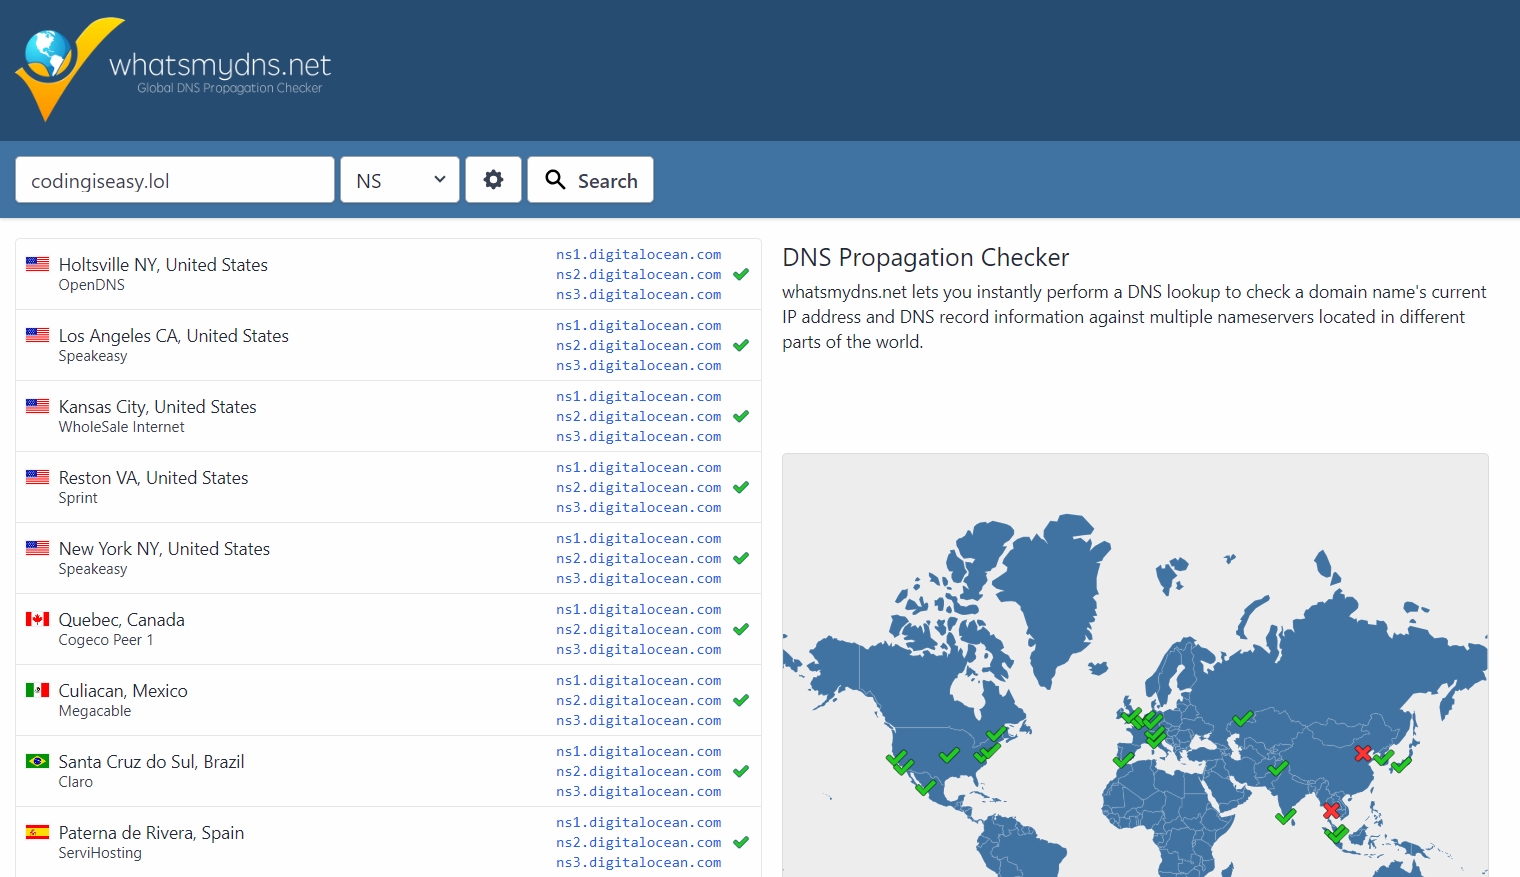 whatsmydns.net
Global DNS Propagation Checker
codingiseasy.lol
NS
Search
Holtsville NY, United States
OpenDNS
ns1.digitalocean.com
ns2.digitalocean.com
ns3.digitalocean.com
Los Angeles CA, United States
Speakeasy
ns1.digitalocean.com
ns2.digitalocean.com
ns3.digitalocean.com
Kansas City, United States
WholeSale Internet
ns1.digitalocean.com
ns2.digitalocean.com
ns3.digitalocean.com
Reston VA, United States
Sprint
ns1.digitalocean.com
ns2.digitalocean.com
ns3.digitalocean.com
New York NY, United States
Speakeasy
ns1.digitalocean.com
ns2.digitalocean.com
ns3.digitalocean.com
Quebec, Canada
Cogeco Peer 1
ns1.digitalocean.com
ns2.digitalocean.com
ns3.digitalocean.com
Culiacan, Mexico
Megacable
ns1.digitalocean.com
ns2.digitalocean.com
ns3.digitalocean.com
Santa Cruz do Sul, Brazil
Claro
ns1.digitalocean.com
ns2.digitalocean.com
ns3.digitalocean.com
Paterna de Rivera, Spain
ServiHosting
ns1.digitalocean.com
ns2.digitalocean.com
ns3.digitalocean.com
DNS Propagation Checker
whatsmydns.net lets you instantly perform a DNS lookup to check a domain name's current
IP address and DNS record information against multiple nameservers located in different
parts of the world.